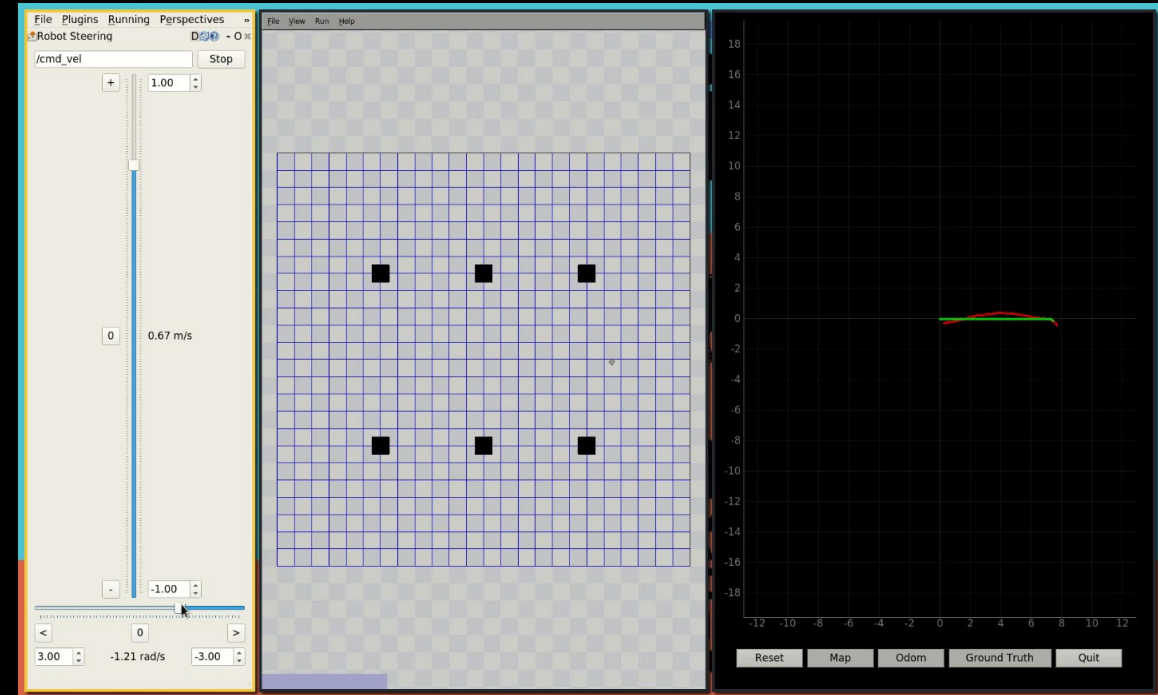 File Plugins Running Perspectives »
Robot Steering
D - O
/cmd_vel Stop
+ 1.00
0 0.67 m/s
- -1.00
< 0 >
3.00 -1.21 rad/s -3.00
File View Run Help
18
16
14
12
10
8
6
4
2
0
-2
-4
-6
-8
-10
-12
-14
-16
-18
-12 -10 -8 -6 -4 -2 0 2 4 6 8 10 12
Reset Map Odom Ground Truth Quit